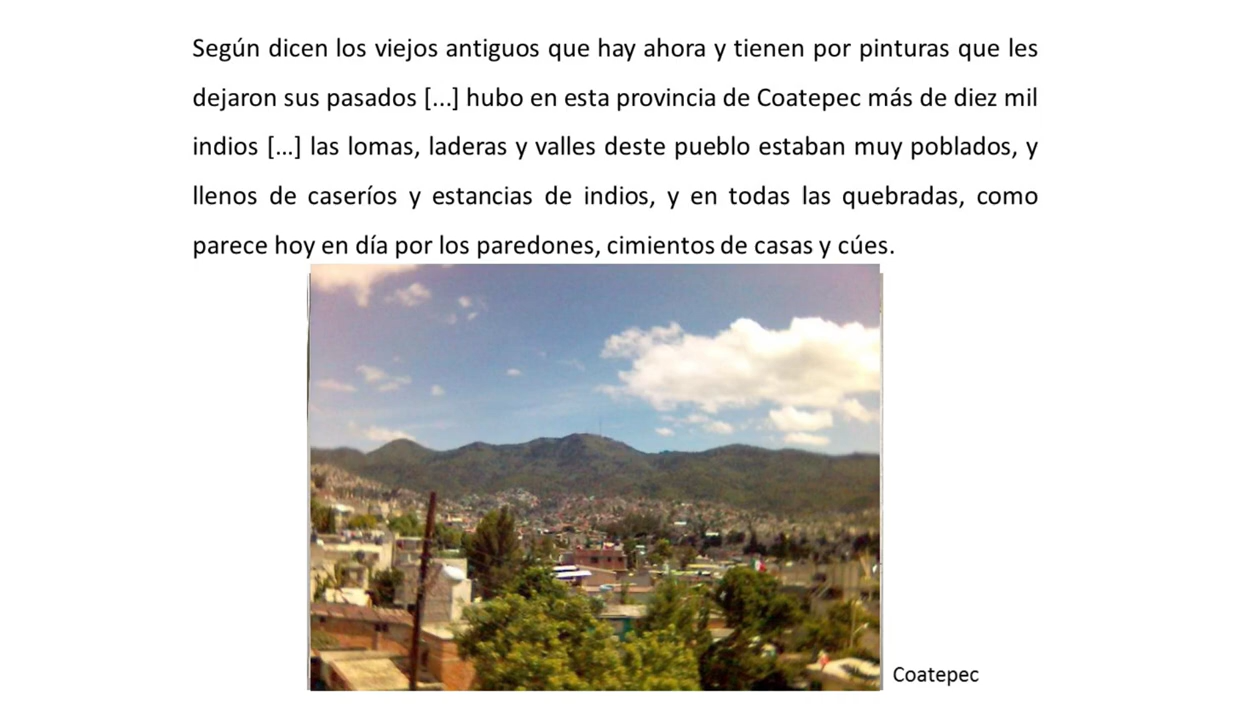 Según dicen los viejos antiguos que hay ahora y tienen por pinturas que les
dejaron sus pasados [...] hubo en esta provincia de Coatepec más de diez mil
indios [...] las lomas, laderas y valles deste pueblo estaban muy poblados, y
llenos de caseríos y estancias de indios, y en todas las quebradas, como
parece hoy en día por los paredones, cimientos de casas y cúes.
Coatepec